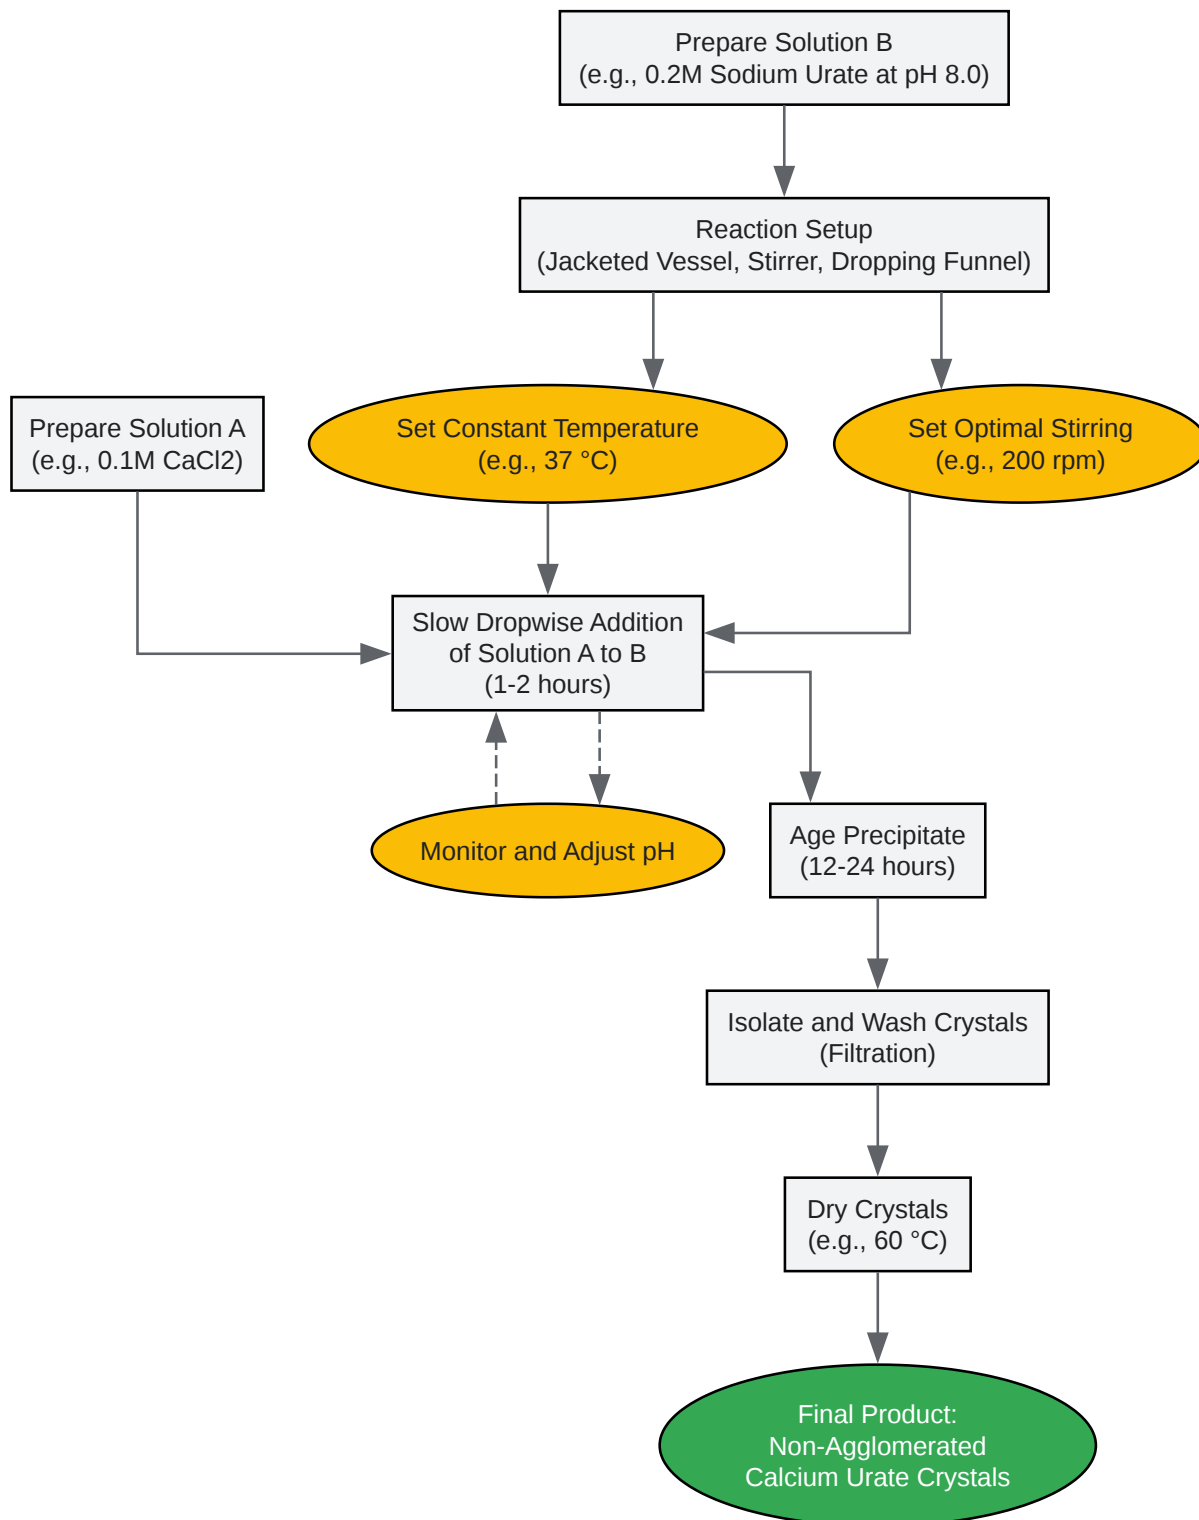 Prepare Solution B
(e.g., 0.2M Sodium Urate at pH 8.0)
Reaction Setup
(Jacketed Vessel, Stirrer, Dropping Funnel)
Prepare Solution A
(e.g., 0.1M CaCl2)
Set Constant Temperature
(e.g., 37 °C)
Set Optimal Stirring
(e.g., 200 rpm)
Slow Dropwise Addition
of Solution A to B
(1-2 hours)
Monitor and Adjust pH
Age Precipitate
(12-24 hours)
Isolate and Wash Crystals
(Filtration)
Dry Crystals
(e.g., 60 °C)
Final Product:
Non-Agglomerated
Calcium Urate Crystals